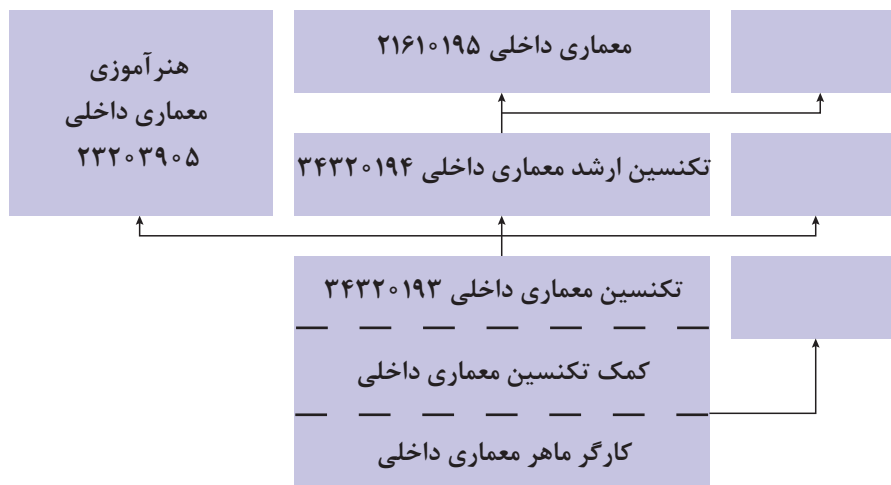 معماری داخلی ۲۱۶۱۰۱۹۵
هنرآموزی
معماری داخلی
۲۳۲۰۳۹۰۵
تکنسین ارشد معماری داخلی ۳۴۳۲۰۱۹۴
تکنسین معماری داخلی ۳۴۳۲۰۱۹۳
کمک تکنسین معماری داخلی
کارگر ماهر معماری داخلی